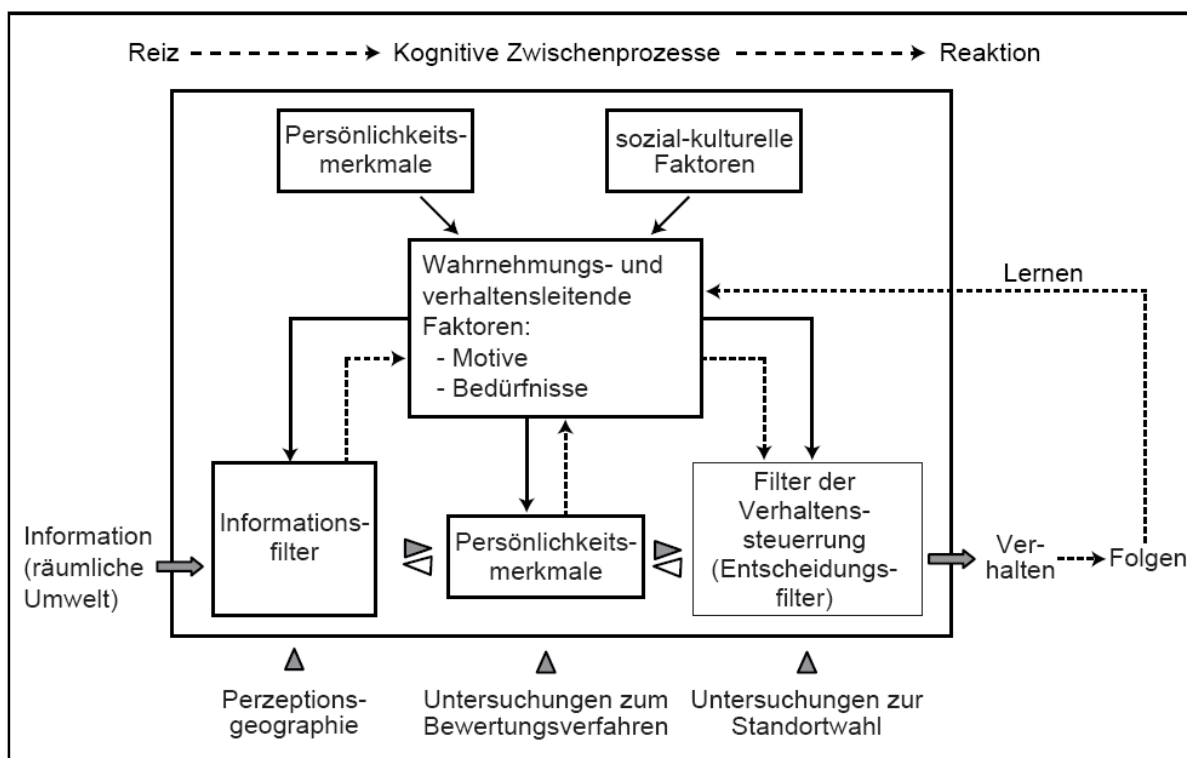 Reiz Kognitive Zwischenprozesse Reaktion
Persönlichkeits-
merkmale
sozial-kulturelle
Faktoren
Wahrnehmungs- und
verhaltensleitende
Faktoren:
- Motive
- Bedürfnisse
Lernen
Information
(räumliche
Umwelt)
Informations-
filter
Persönlichkeits-
merkmale
Filter der
Verhaltens-
steuerrung
(Entscheidungs-
filter)
Ver-
halten
Folgen
Perzeptions-
geographie
Untersuchungen zum
Bewertungsverfahren
Untersuchungen zur
Standortwahl